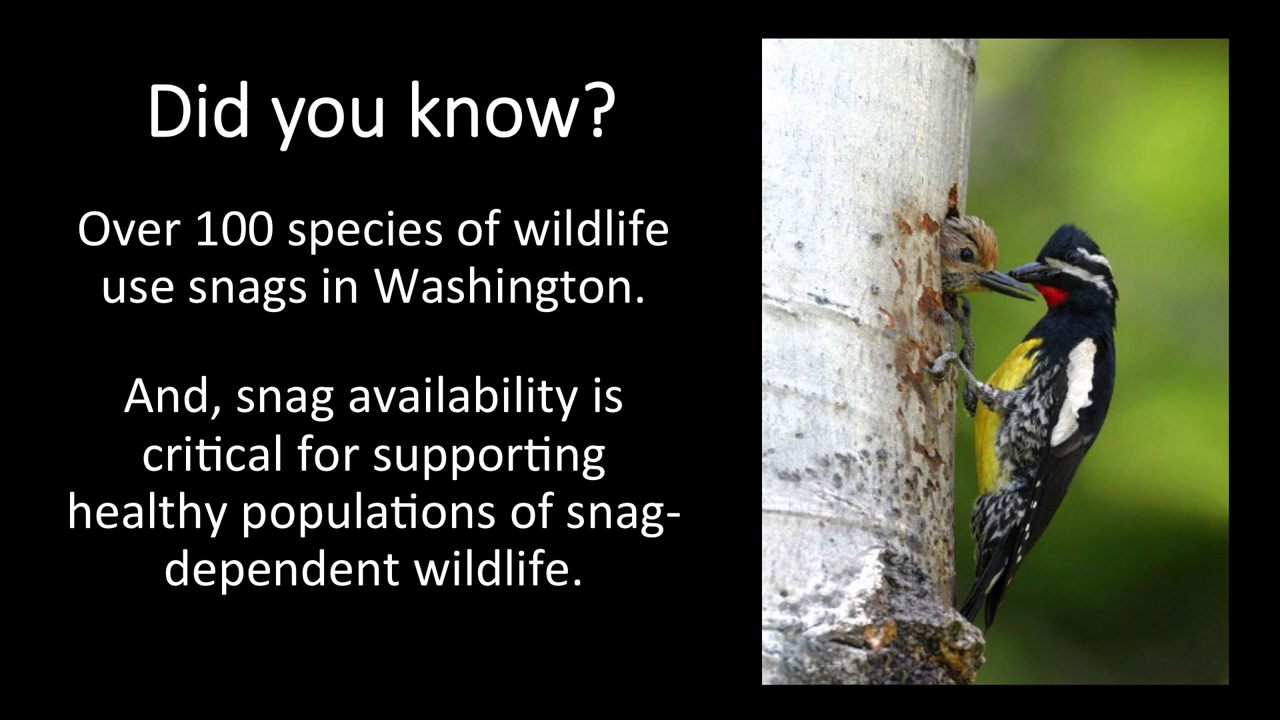 Did you know?
Over 100 species of wildlife
use snags in Washington.
And, snag availability is
critical for supporting
healthy populations of snag-
dependent wildlife.